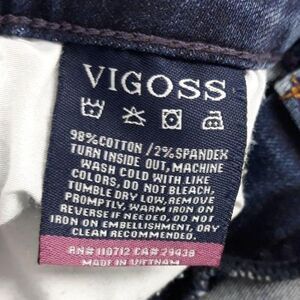 VIGOSS
98%COTTON/2%SPANDEX
TURN INSIDE OUT, MACHINE
WASH COLD WITH LIKE
COLORS, DO NOT BLEACH,
TUMBLE DRY LOW, REMOVE
PROMPTLY, WARM IRON ON
REVERSE IF NEEDED, DO NOT
IRON ON EMBELLISHMENT, DRY
CLEAN RECOMMENDED.
RN#110712 CA#29438
MADE IN VIETNAM